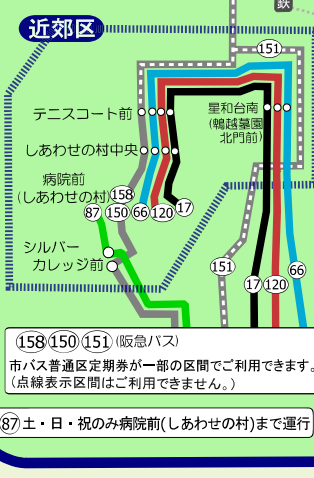 鉄
近郊区
151
テニスコート前
星和台南
(鵯越墓園
北門前)
しあわせの村中央
病院前
(しあわせの村)
158
87
150
66
120
17
シルバー
カレッジ前
151
66
17
120
158 150 151 (阪急バス)
市バス普通区定期券が一部の区間でご利用できます。
(点線表示区間はご利用できません。)
87 土・日・祝のみ病院前(しあわせの村)まで運行